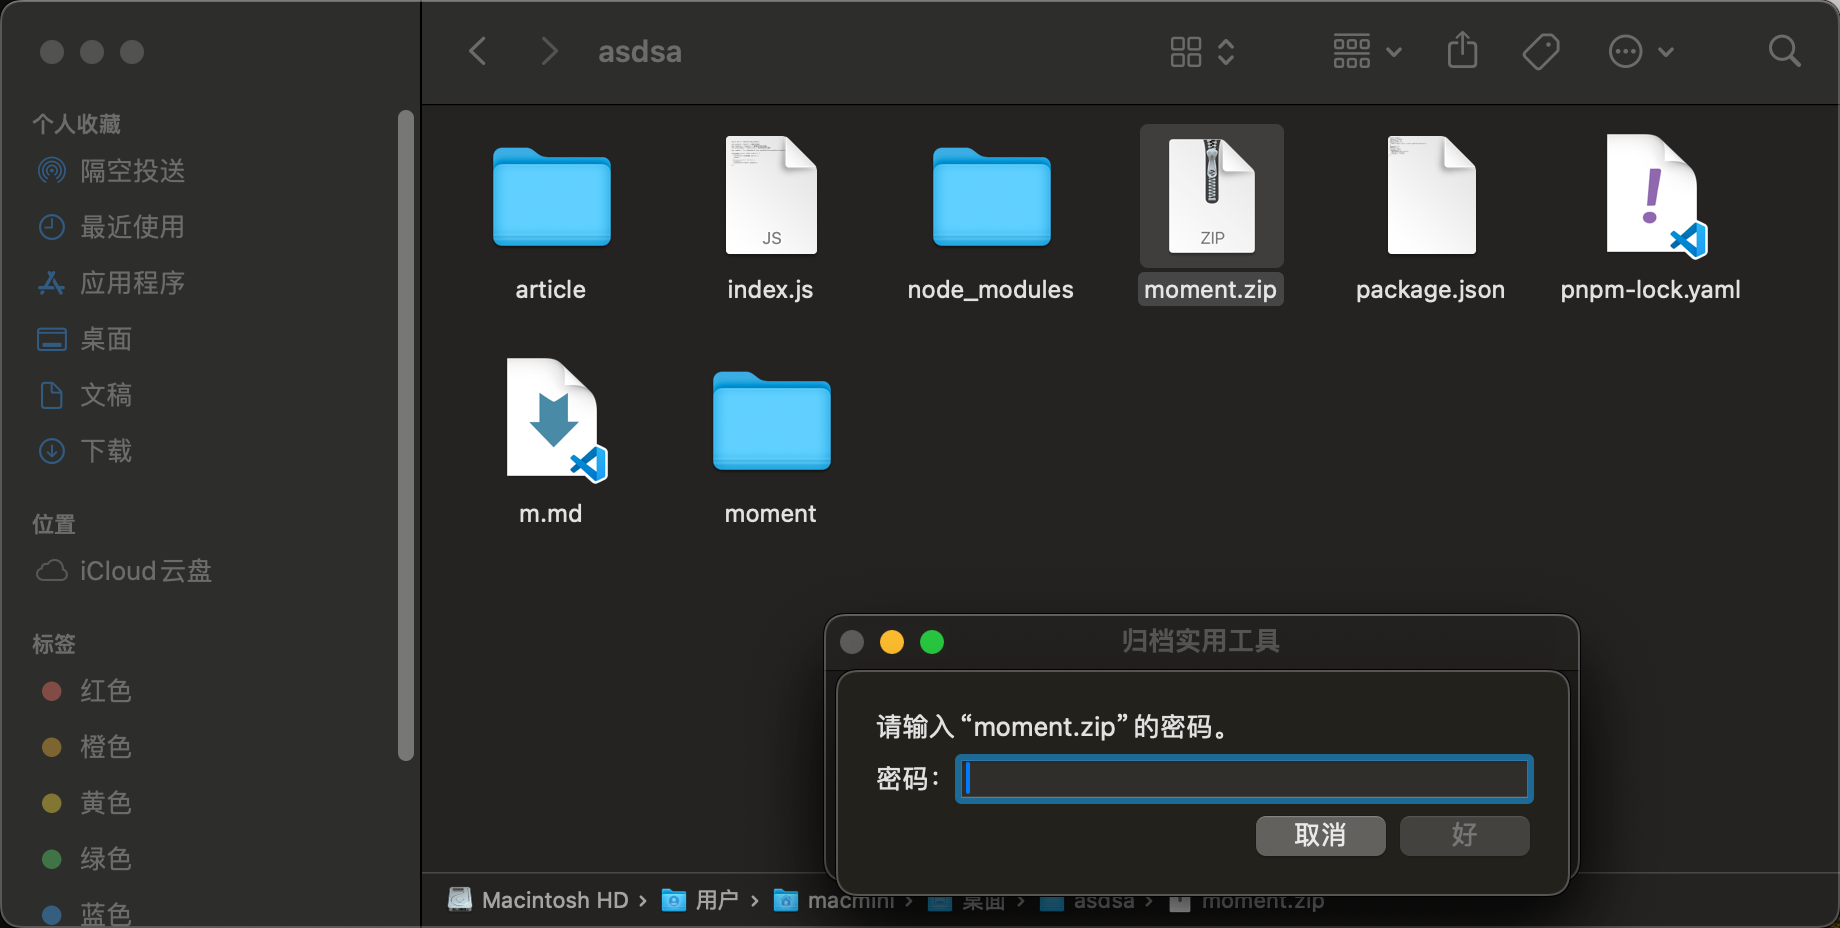 asdsa
个人收藏
隔空投送
最近使用
应用程序
桌面
文稿
下载
位置
iCloud云盘
标签
红色
橙色
黄色
绿色
蓝色
JS
ZIP
article
index.js
node_modules
moment.zip
package.json
pnpm-lock.yaml
m.md
moment
归档实用工具
请输入“moment.zip”的密码。
密码：
取消
好
Macintosh HD › 用户 › macmini › 桌面 › asdsa › moment.zip